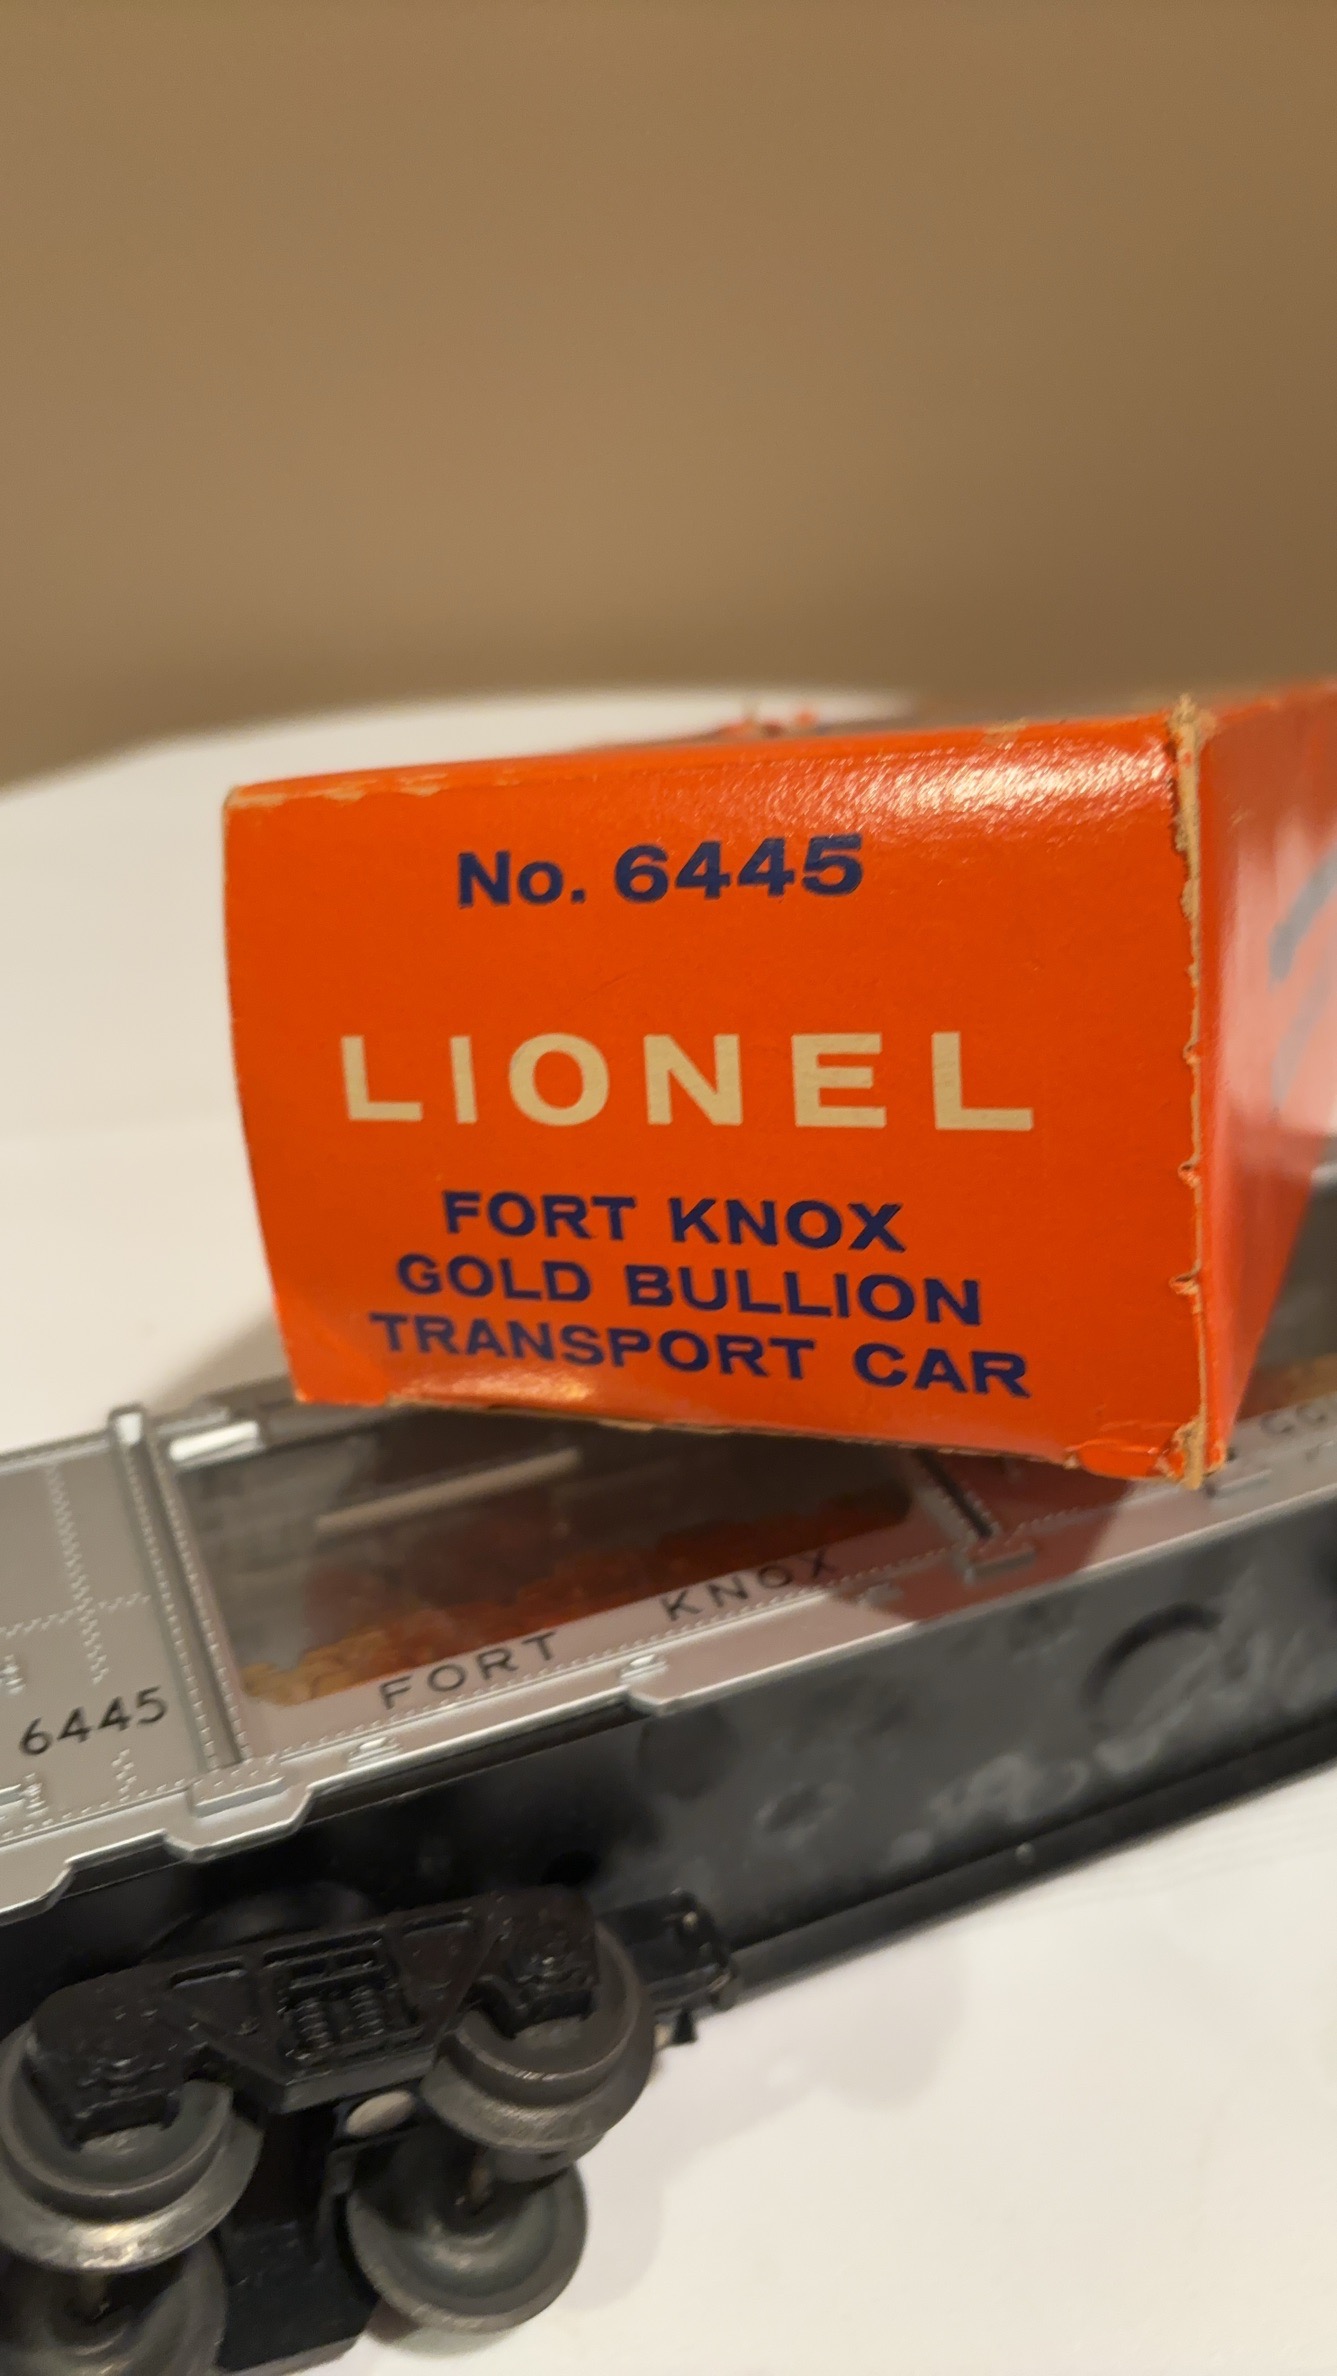 No. 6445
LIONEL
FORT KNOX
GOLD BULLION
TRANSPORT CAR
FORT KNOX
6445